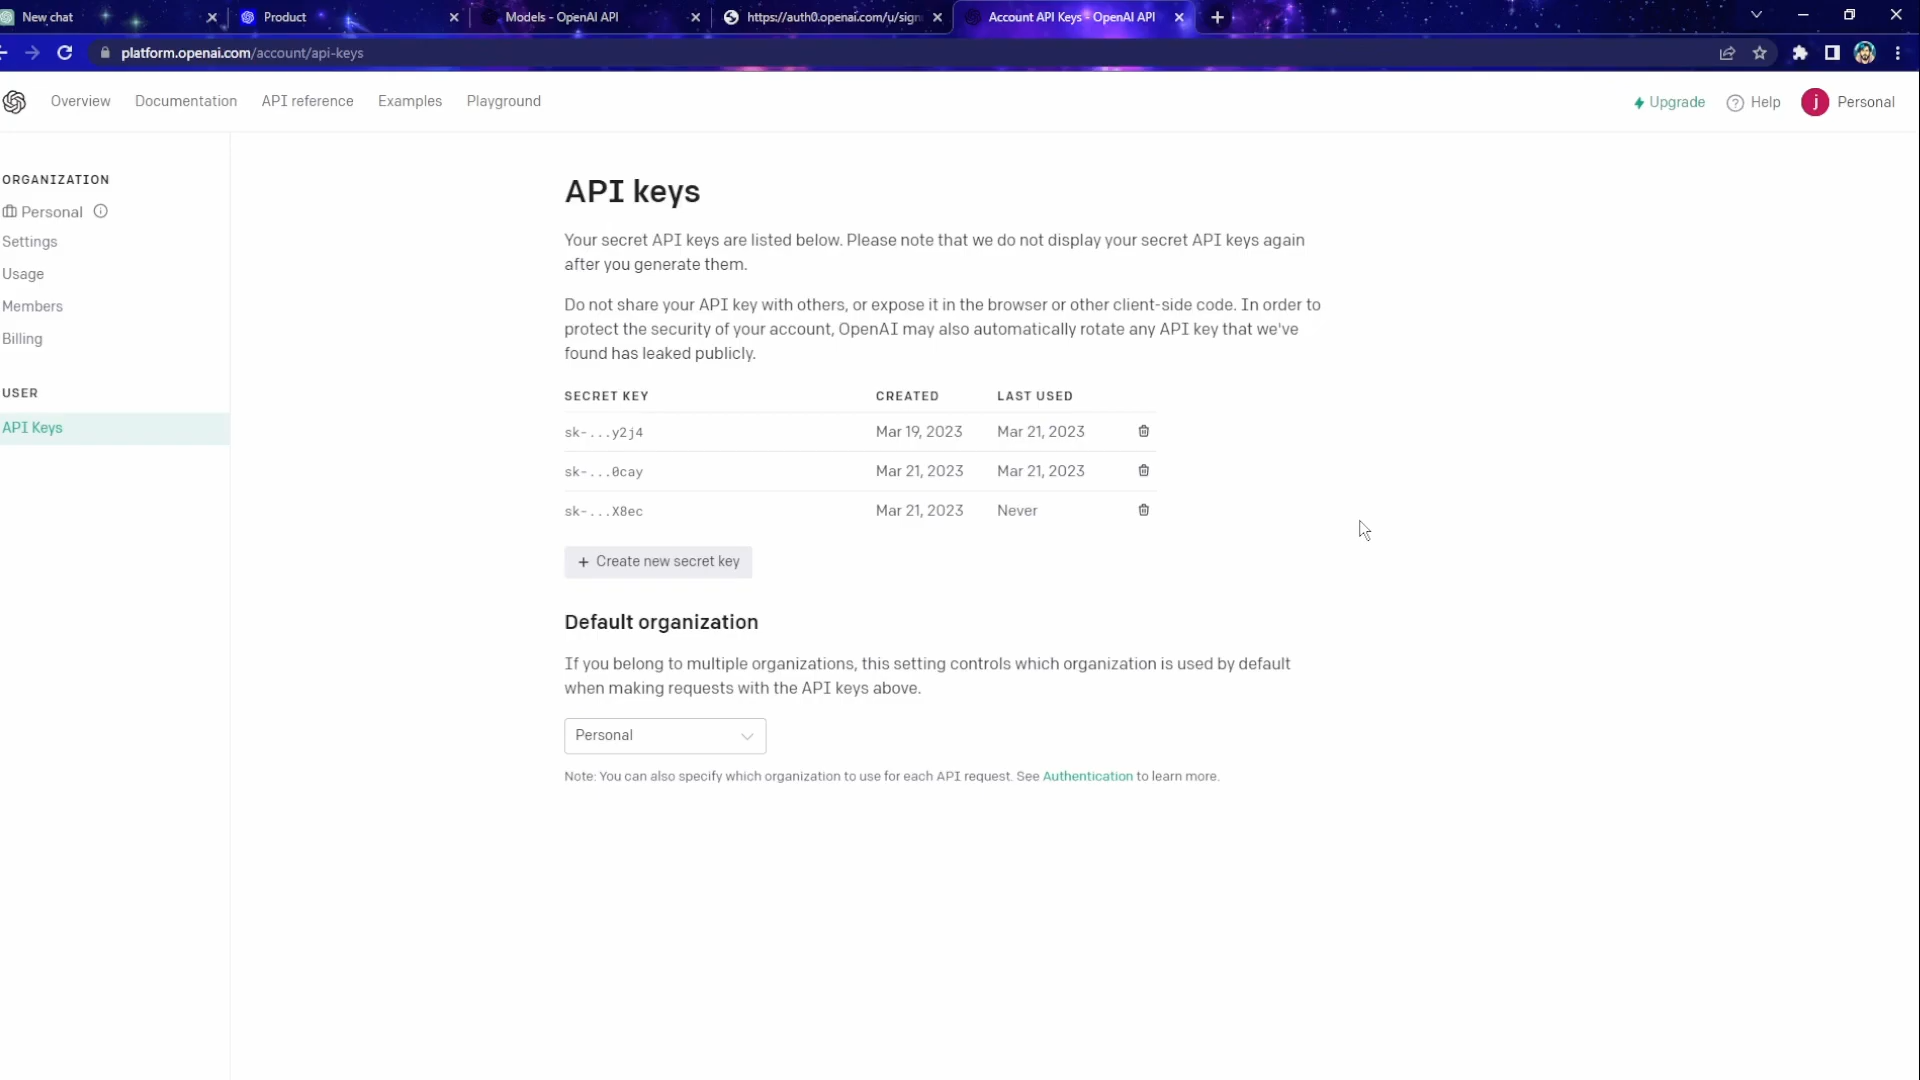 New chat
Product
Models - OpenAI API
https://auth0.openai.com/u/sign
Account API Keys - OpenAI API
platform.openai.com/account/api-keys
Overview
Documentation
API reference
Examples
Playground
Upgrade
Help
j
Personal
ORGANIZATION
Personal
Settings
Usage
Members
Billing
USER
API Keys
API keys
Your secret API keys are listed below. Please note that we do not display your secret API keys again
after you generate them.
Do not share your API key with others, or expose it in the browser or other client-side code. In order to
protect the security of your account, OpenAI may also automatically rotate any API key that we've
found has leaked publicly.
SECRET KEY CREATED LAST USED
sk-...y2j4 Mar 19, 2023 Mar 21, 2023
sk-...0cay Mar 21, 2023 Mar 21, 2023
sk-...X8ec Mar 21, 2023 Never
+ Create new secret key
Default organization
If you belong to multiple organizations, this setting controls which organization is used by default
when making requests with the API keys above.
Personal
Note: You can also specify which organization to use for each API request. See Authentication to learn more.